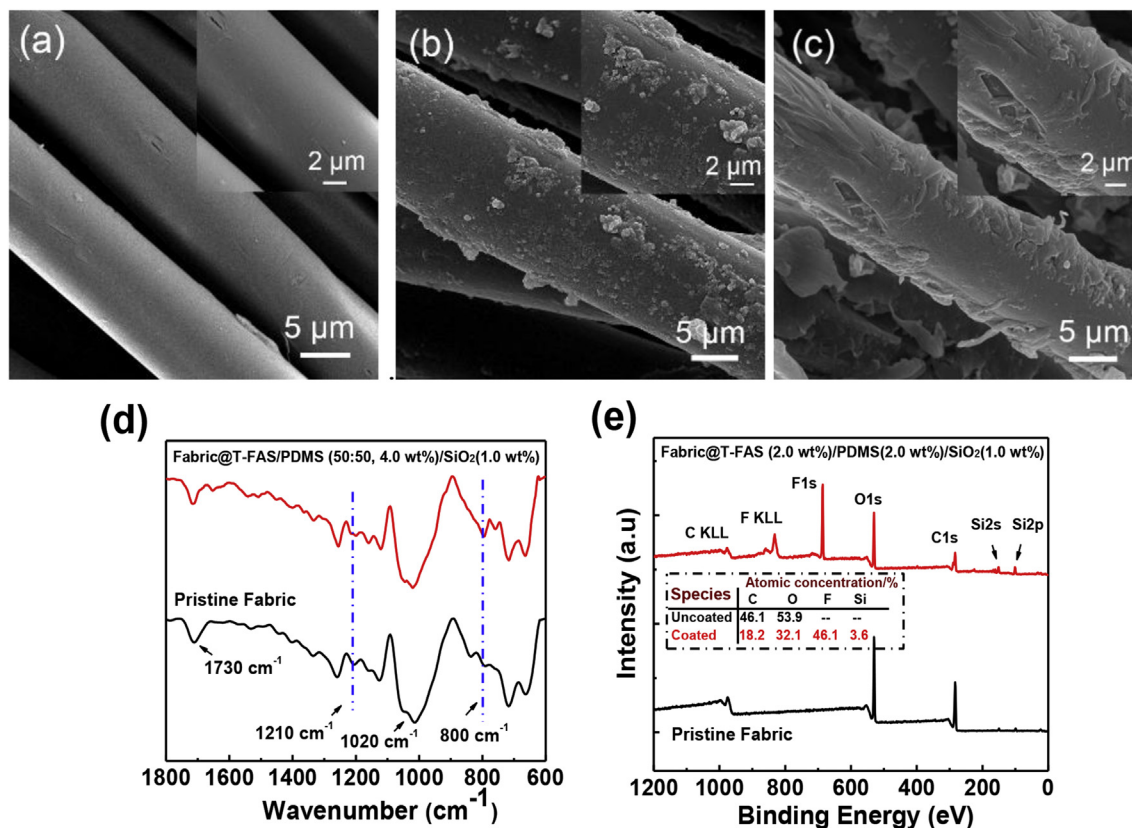 (a)
2 µm
5 µm
(b)
2 µm
5 µm
(c)
2 µm
5 µm
(d)
Fabric@T-FAS/PDMS (50:50, 4.0 wt%)/SiO₂(1.0 wt%)
Pristine Fabric
1730 cm⁻¹
1210 cm⁻¹
1020 cm⁻¹
800 cm⁻¹
1800 1600 1400 1200 1000 800 600
Wavenumber (cm⁻¹)
(e)
Intensity (a.u)
Fabric@T-FAS (2.0 wt%)/PDMS(2.0 wt%)/SiO₂(1.0 wt%)
C KLL
F KLL
F1s
O1s
C1s
Si2s
Si2p
Species Atomic concentration/%
C O F Si
Uncoated 46.1 53.9 -- --
Coated 18.2 32.1 46.1 3.6
Pristine Fabric
1200 1000 800 600 400 200 0
Binding Energy (eV)